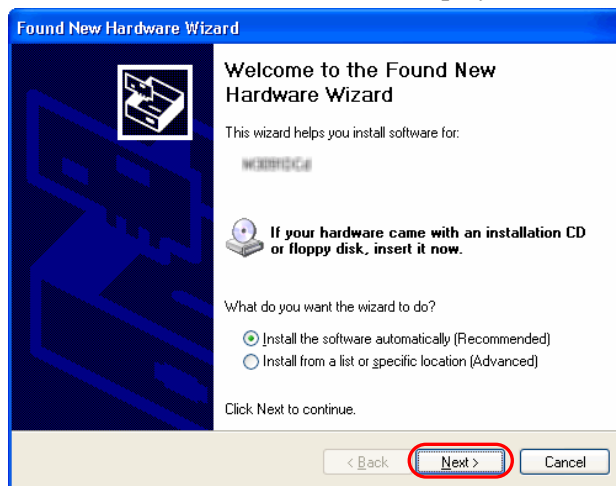 Found New Hardware Wizard
Welcome to the Found New
Hardware Wizard
This wizard helps you install software for:
If your hardware came with an installation CD
or floppy disk, insert it now.
What do you want the wizard to do?
Install the software automatically (Recommended)
Install from a list or specific location (Advanced)
Click Next to continue.
< Back Next > Cancel